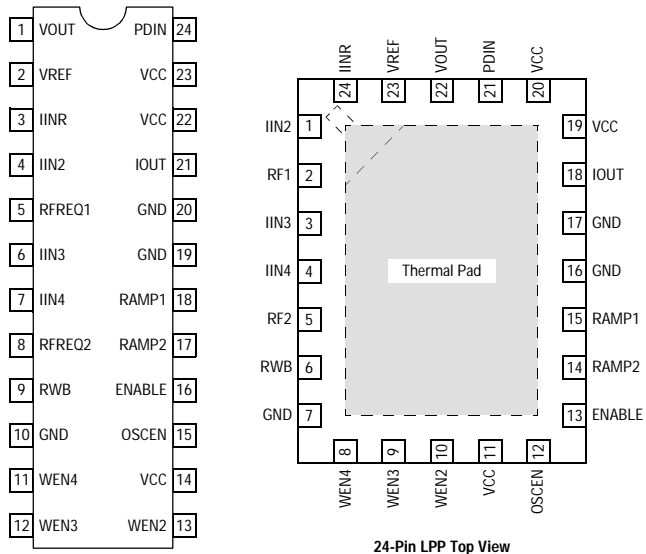 1 VOUT PDIN 24
2 VREF VCC 23
3 IINR VCC 22
4 IIN2 IOUT 21
5 RFREQ1 GND 20
6 IIN3 GND 19
7 IIN4 RAMP1 18
8 RFREQ2 RAMP2 17
9 RWB ENABLE 16
10 GND OSCEN 15
11 WEN4 VCC 14
12 WEN3 WEN2 13
IINR VREF VOUT PDIN VCC
24 23 22 21 20
IIN2 1 19 VCC
RF1 2 18 IOUT
IIN3 3 17 GND
IIN4 4 Thermal Pad 16 GND
RF2 5 15 RAMP1
RWB 6 14 RAMP2
GND 7 13 ENABLE
8 9 10 11 12
WEN4 WEN3 WEN2 VCC OSCEN
24-Pin LPP Top View